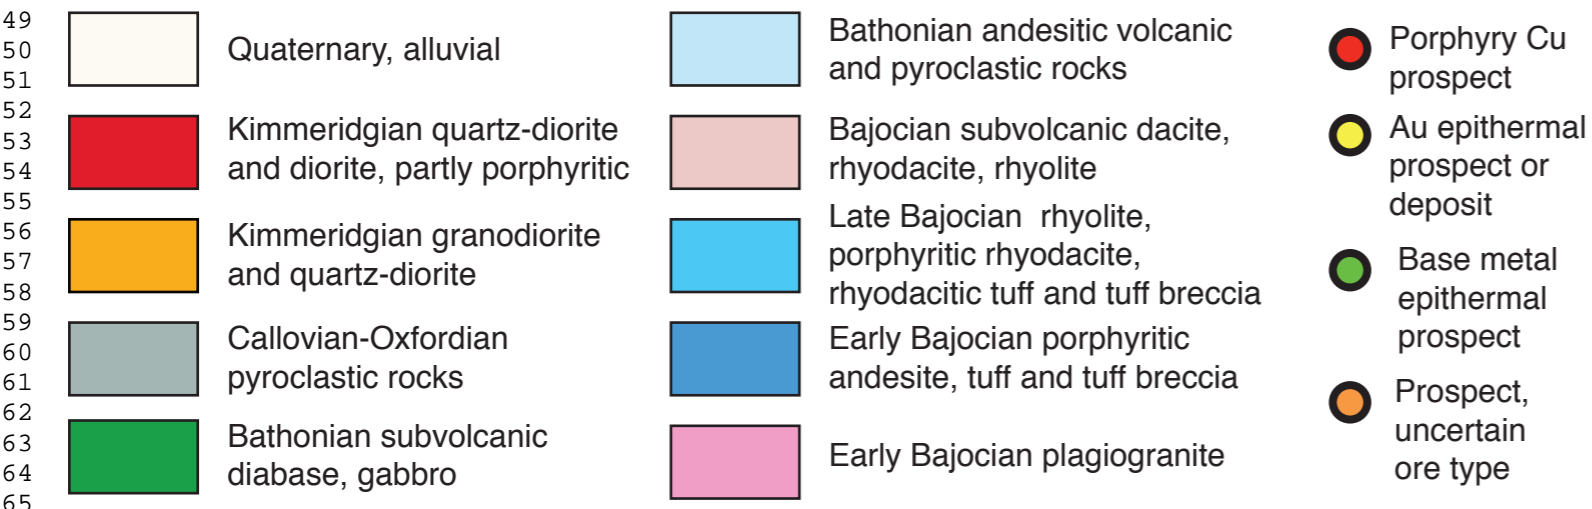 49
50
51
52
53
54
55
56
57
58
59
60
61
62
63
64
65
Quaternary, alluvial
Kimmeridgian quartz-diorite
and diorite, partly porphyritic
Kimmeridgian granodiorite
and quartz-diorite
Callovian-Oxfordian
pyroclastic rocks
Bathonian subvolcanic
diabase, gabbro
Bathonian andesitic volcanic
and pyroclastic rocks
Bajocian subvolcanic dacite,
rhyodacite, rhyolite
Late Bajocian rhyolite,
porphyritic rhyodacite,
rhyodacitic tuff and tuff breccia
Early Bajocian porphyritic
andesite, tuff and tuff breccia
Early Bajocian plagiogranite
Porphyry Cu
prospect
Au epithermal
prospect or
deposit
Base metal
epithermal
prospect
Prospect,
uncertain
ore type